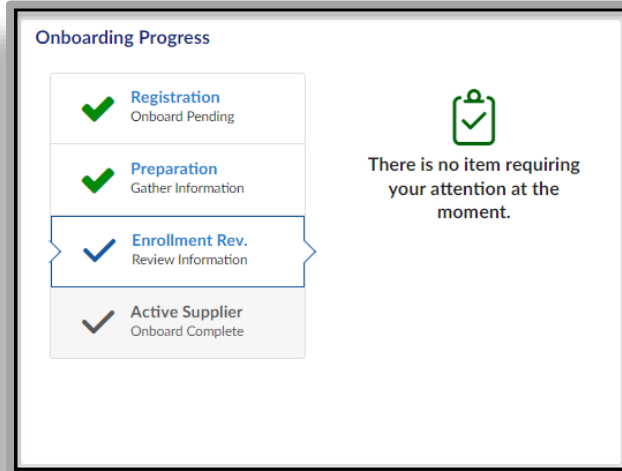 Onboarding Progress
Registration
Onboard Pending
Preparation
Gather Information
Enrollment Rev.
Review Information
Active Supplier
Onboard Complete
There is no item requiring
your attention at the
moment.